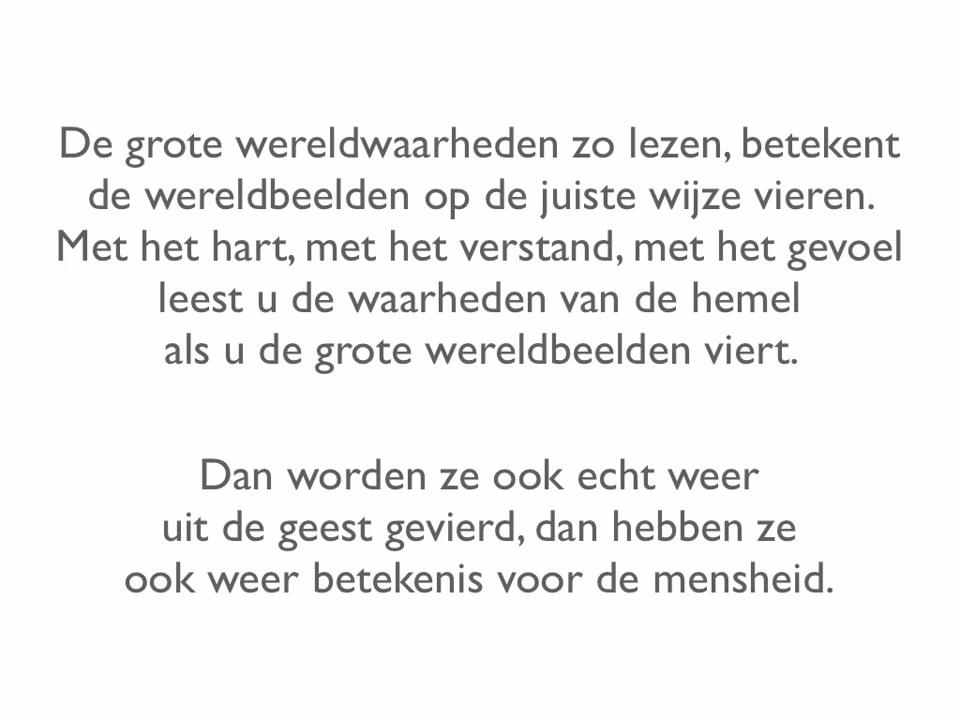 De grote wereldwaarheden zo lezen, betekent
de wereldbeelden op de juiste wijze vieren.
Met het hart, met het verstand, met het gevoel
leest u de waarheden van de hemel
als u de grote wereldbeelden viert.
Dan worden ze ook echt weer
uit de geest gevierd, dan hebben ze
ook weer betekenis voor de mensheid.